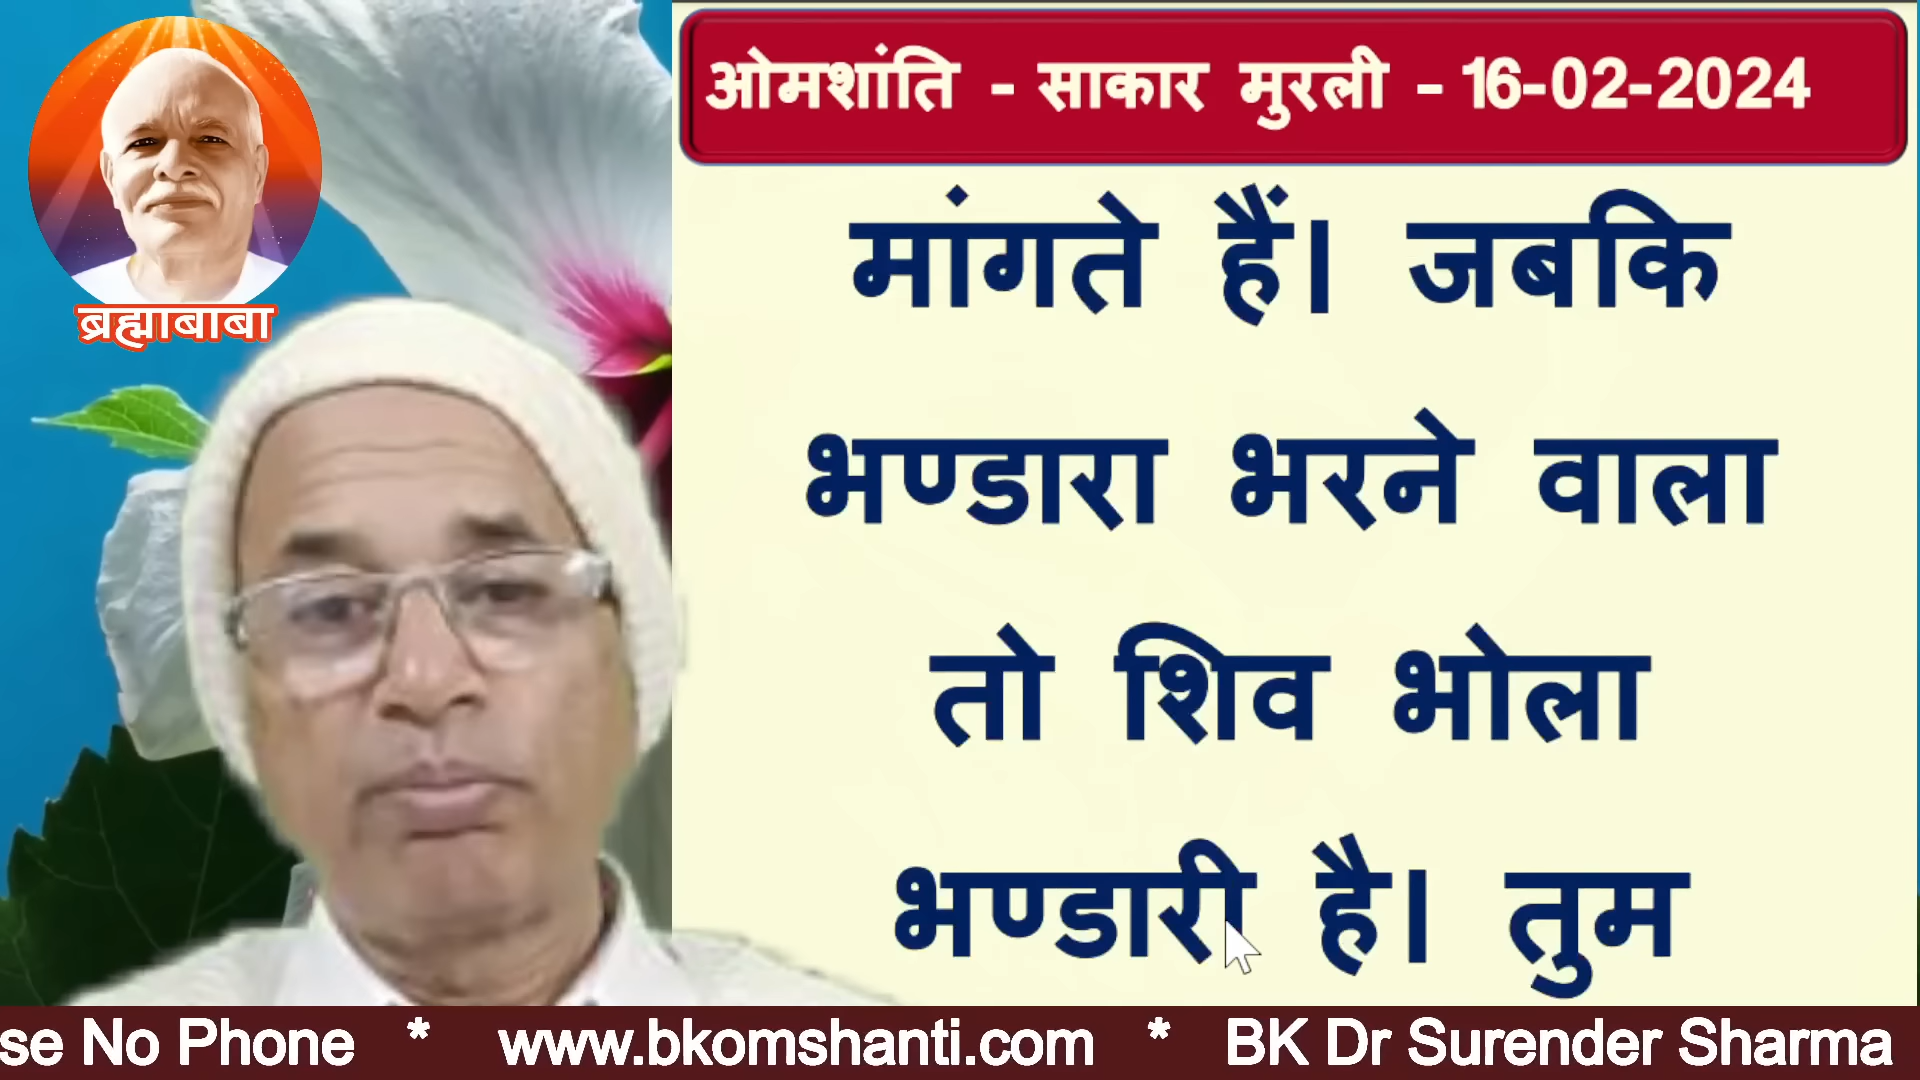 ओमशांति - साकार मुरली - 16-02-2024
ब्रह्माबाबा
मांगते हैं। जबकि
भण्डारा भरने वाला
तो शिव भोला
भण्डारी है। तुम
se No Phone * www.bkomshanti.com * BK Dr Surender Sharma